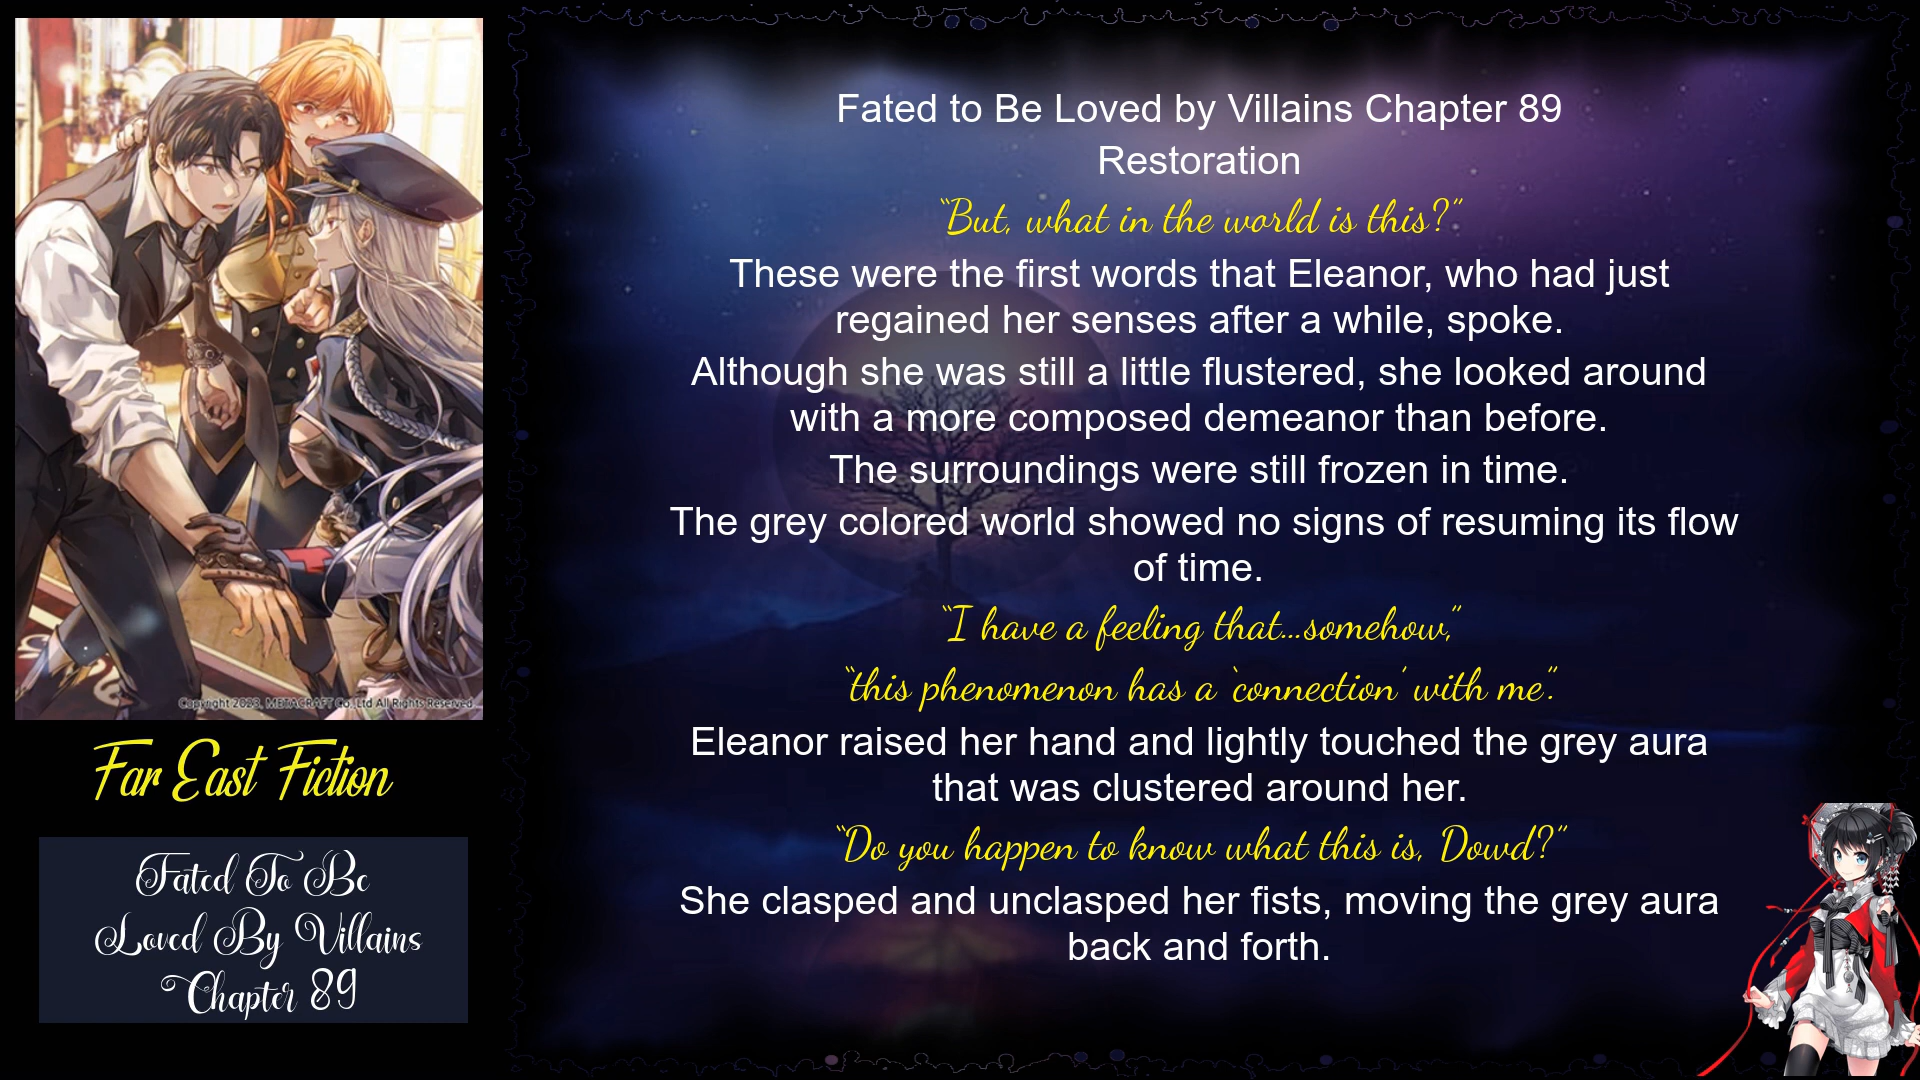 Fated to Be Loved by Villains Chapter 89
Restoration
“But, what in the world is this?”
These were the first words that Eleanor, who had just
regained her senses after a while, spoke.
Although she was still a little flustered, she looked around
with a more composed demeanor than before.
The surroundings were still frozen in time.
The grey colored world showed no signs of resuming its flow
of time.
“I have a feeling that...somehow,”
“this phenomenon has a ‘connection’ with me”.
Eleanor raised her hand and lightly touched the grey aura
that was clustered around her.
“Do you happen to know what this is, Dowd?”
She clasped and unclasped her fists, moving the grey aura
back and forth.
Copyright 2023. METACRAFT Co., Ltd All Rights Reserved
Far East Fiction
Fated To Be
Loved By Villains
Chapter 89